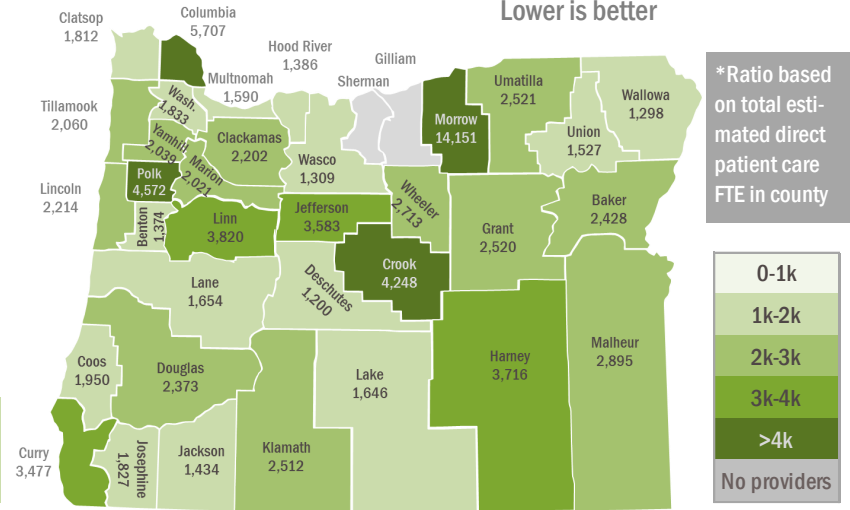 Lower is better
Clatsop
1,812
Columbia
5,707
Hood River
1,386
Gilliam
Sherman
Multnomah
1,590
Tillamook
2,060
Wash.
1,833
Yamhill
2,039
Marion
2,021
Clackamas
2,202
Wasco
1,309
Morrow
14,151
Umatilla
2,521
Union
1,527
Wallowa
1,298
Lincoln
2,214
Polk
4,572
Benton
1,374
Linn
3,820
Jefferson
3,583
Wheeler
2,713
Grant
2,520
Baker
2,428
Crook
4,248
Lane
1,654
Deschutes
1,200
Coos
1,950
Douglas
2,373
Lake
1,646
Harney
3,716
Malheur
2,895
Curry
3,477
Josephine
1,827
Jackson
1,434
Klamath
2,512
*Ratio based
on total esti-
mated direct
patient care
FTE in county
0-1k
1k-2k
2k-3k
3k-4k
>4k
No providers